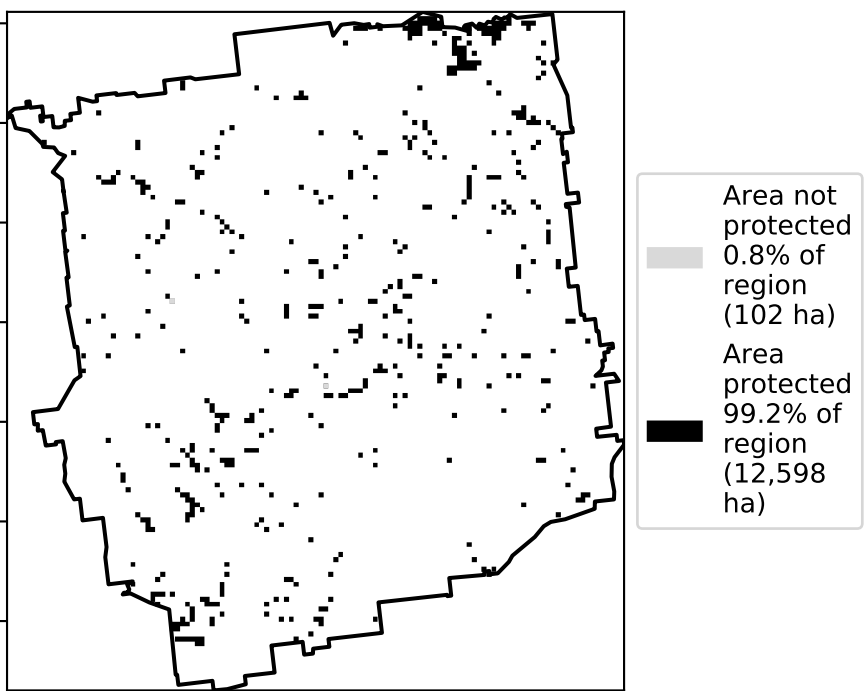 Area not
protected
0.8% of
region
(102 ha)
Area
protected
99.2% of
region
(12,598
ha)